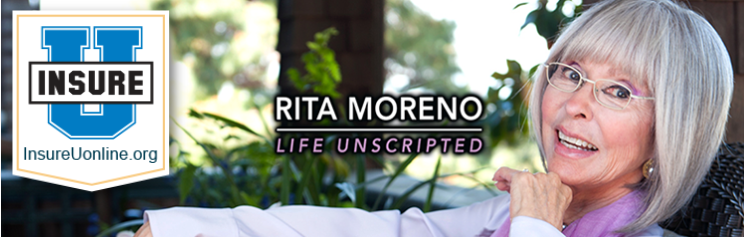 U
INSURE
InsureUonline.org
RITA MORENO
LIFE UNSCRIPTED